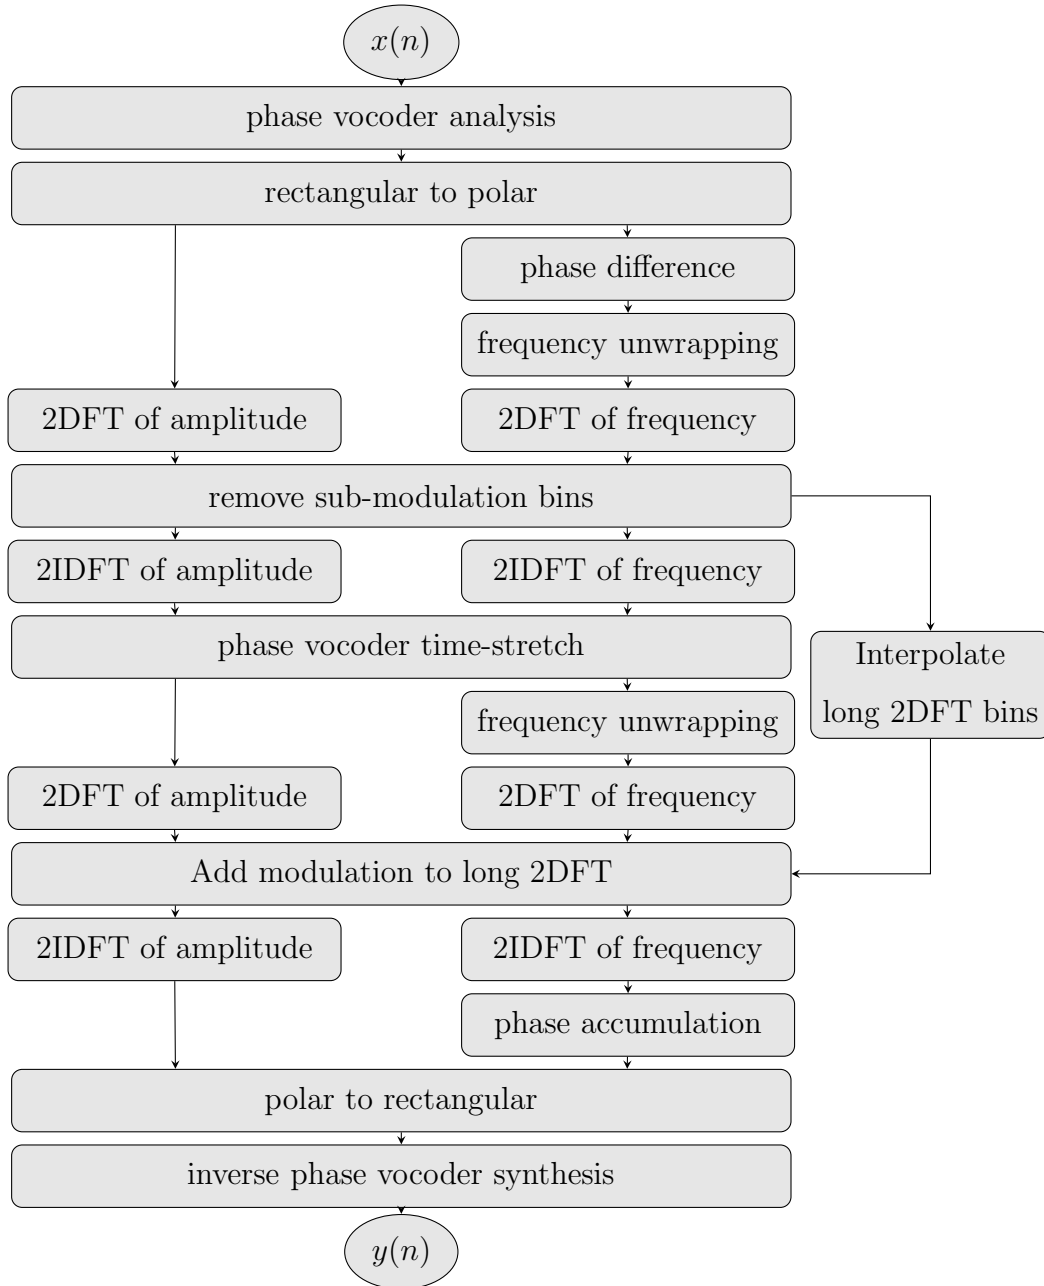 x(n)
phase vocoder analysis
rectangular to polar
phase difference
frequency unwrapping
2DFT of amplitude
2DFT of frequency
remove sub-modulation bins
2IDFT of amplitude
2IDFT of frequency
phase vocoder time-stretch
Interpolate
long 2DFT bins
frequency unwrapping
2DFT of amplitude
2DFT of frequency
Add modulation to long 2DFT
2IDFT of amplitude
2IDFT of frequency
phase accumulation
polar to rectangular
inverse phase vocoder synthesis
y(n)